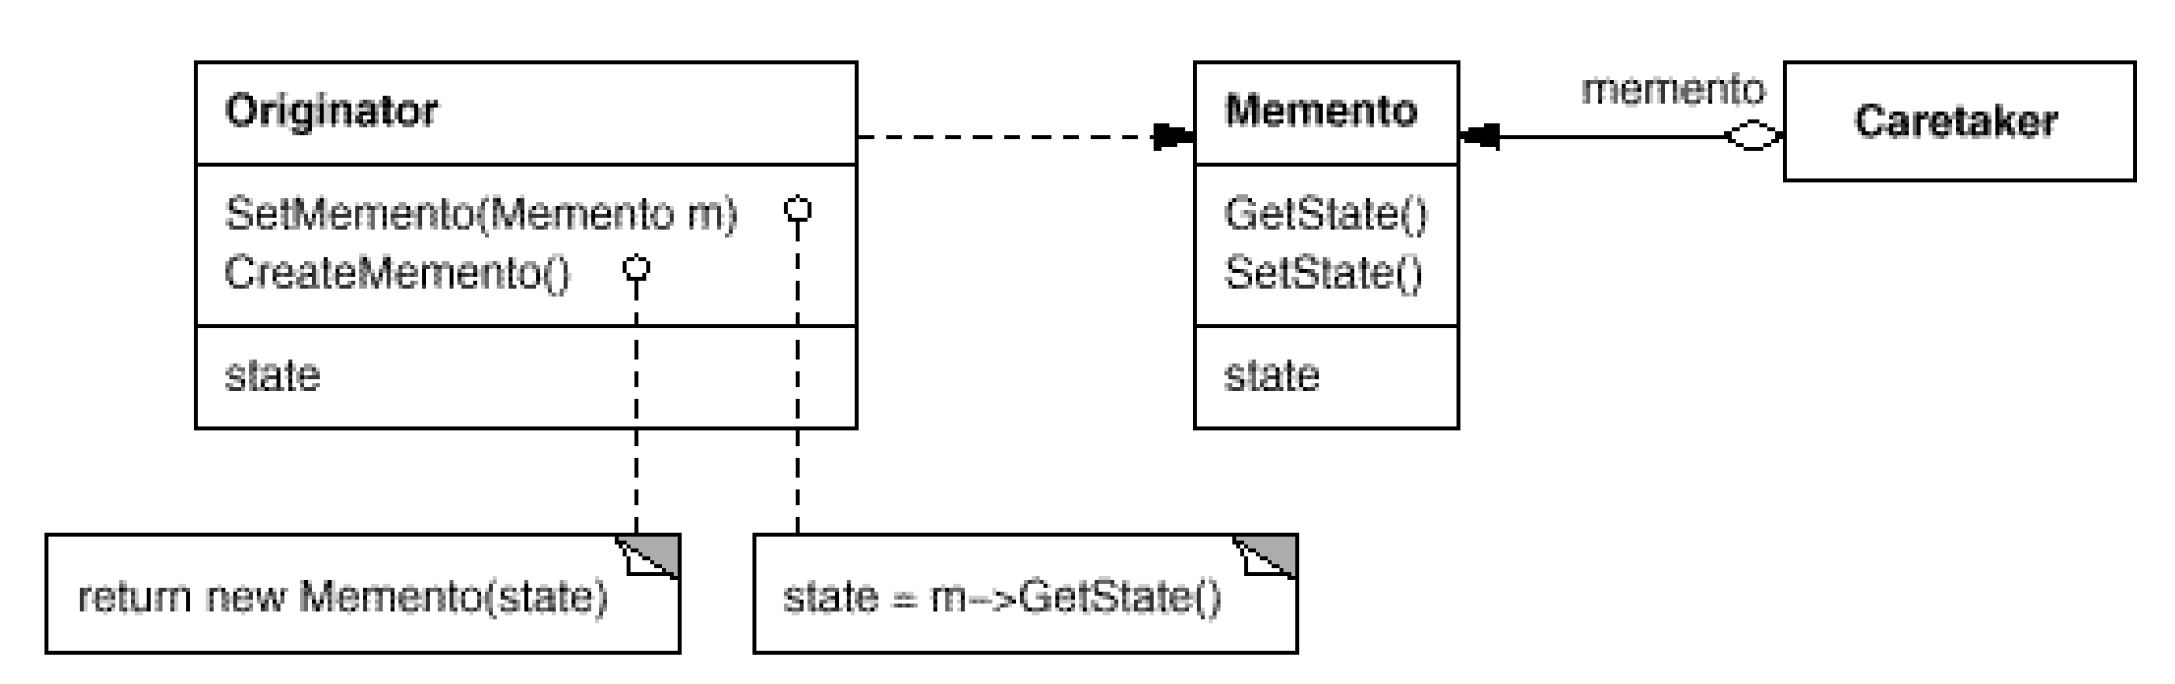 Originator
SetMemento(Memento m)
CreateMemento()
state
return new Memento(state)
state = m–>GetState()
Memento
GetState()
SetState()
state
memento
Caretaker